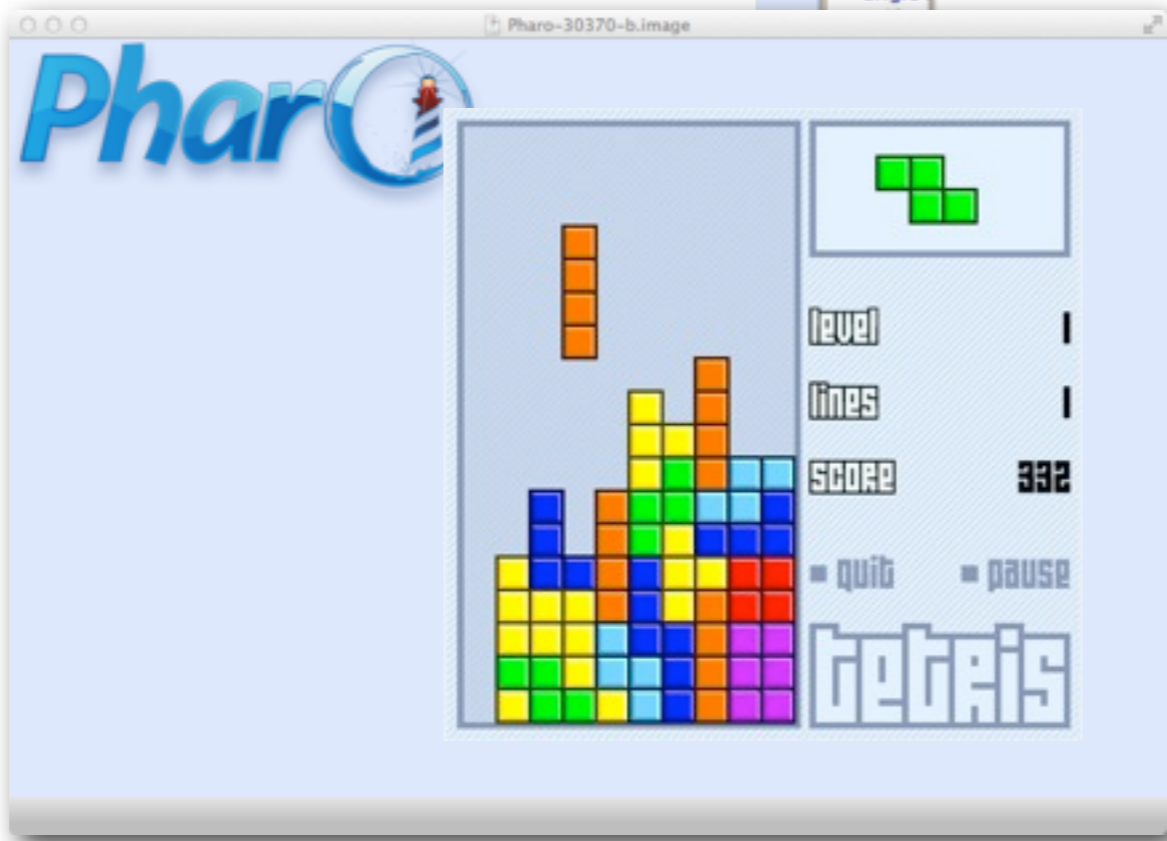 Pharo-30370-b.image
Pharo
level 1
lines 1
score 332
quit pause
tetris